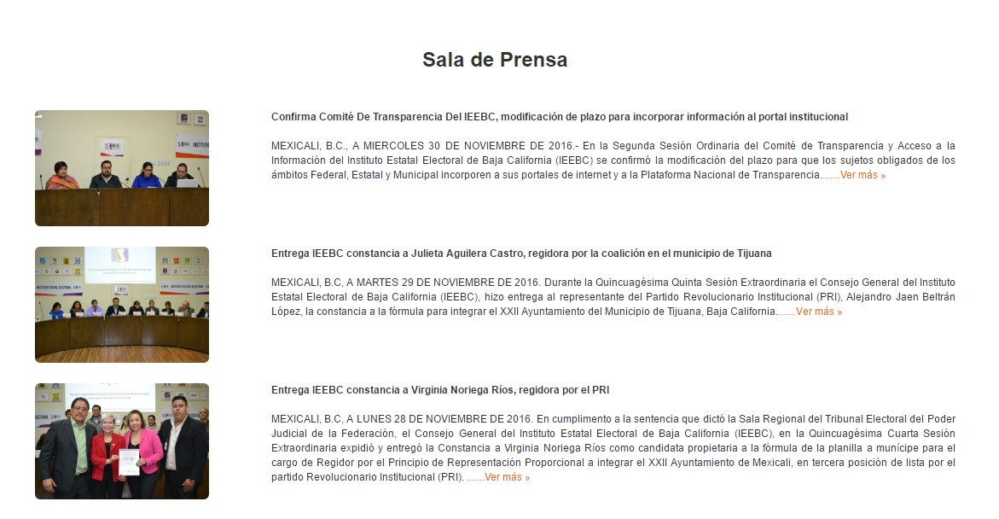 Sala de Prensa
Confirma Comité De Transparencia Del IEEBC, modificación de plazo para incorporar información al portal institucional
MEXICALI, B.C., A MIERCOLES 30 DE NOVIEMBRE DE 2016.- En la Segunda Sesión Ordinaria del Comité de Transparencia y Acceso a la
Información del Instituto Estatal Electoral de Baja California (IEEBC) se confirmó la modificación del plazo para que los sujetos obligados de los
ámbitos Federal, Estatal y Municipal incorporen a sus portales de internet y a la Plataforma Nacional de Transparencia........Ver más »
Entrega IEEBC constancia a Julieta Aguilera Castro, regidora por la coalición en el municipio de Tijuana
MEXICALI, B.C, A MARTES 29 DE NOVIEMBRE DE 2016. Durante la Quincuagésima Quinta Sesión Extraordinaria el Consejo General del Instituto
Estatal Electoral de Baja California (IEEBC), hizo entrega al representante del Partido Revolucionario Institucional (PRI), Alejandro Jaen Beltrán
López, la constancia a la fórmula para integrar el XXII Ayuntamiento del Municipio de Tijuana, Baja California........Ver más »
Entrega IEEBC constancia a Virginia Noriega Ríos, regidora por el PRI
MEXICALI, B.C, A LUNES 28 DE NOVIEMBRE DE 2016. En cumplimento a la sentencia que dictó la Sala Regional del Tribunal Electoral del Poder
Judicial de la Federación, el Consejo General del Instituto Estatal Electoral de Baja California (IEEBC), en la Quincuagésima Cuarta Sesión
Extraordinaria expidió y entregó la Constancia a Virginia Noriega Ríos como candidata propietaria a la fórmula de la planilla a munícipe para el
cargo de Regidor por el Principio de Representación Proporcional a integrar el XXII Ayuntamiento de Mexicali, en tercera posición de lista por el
partido Revolucionario Institucional (PRI). .......Ver más »